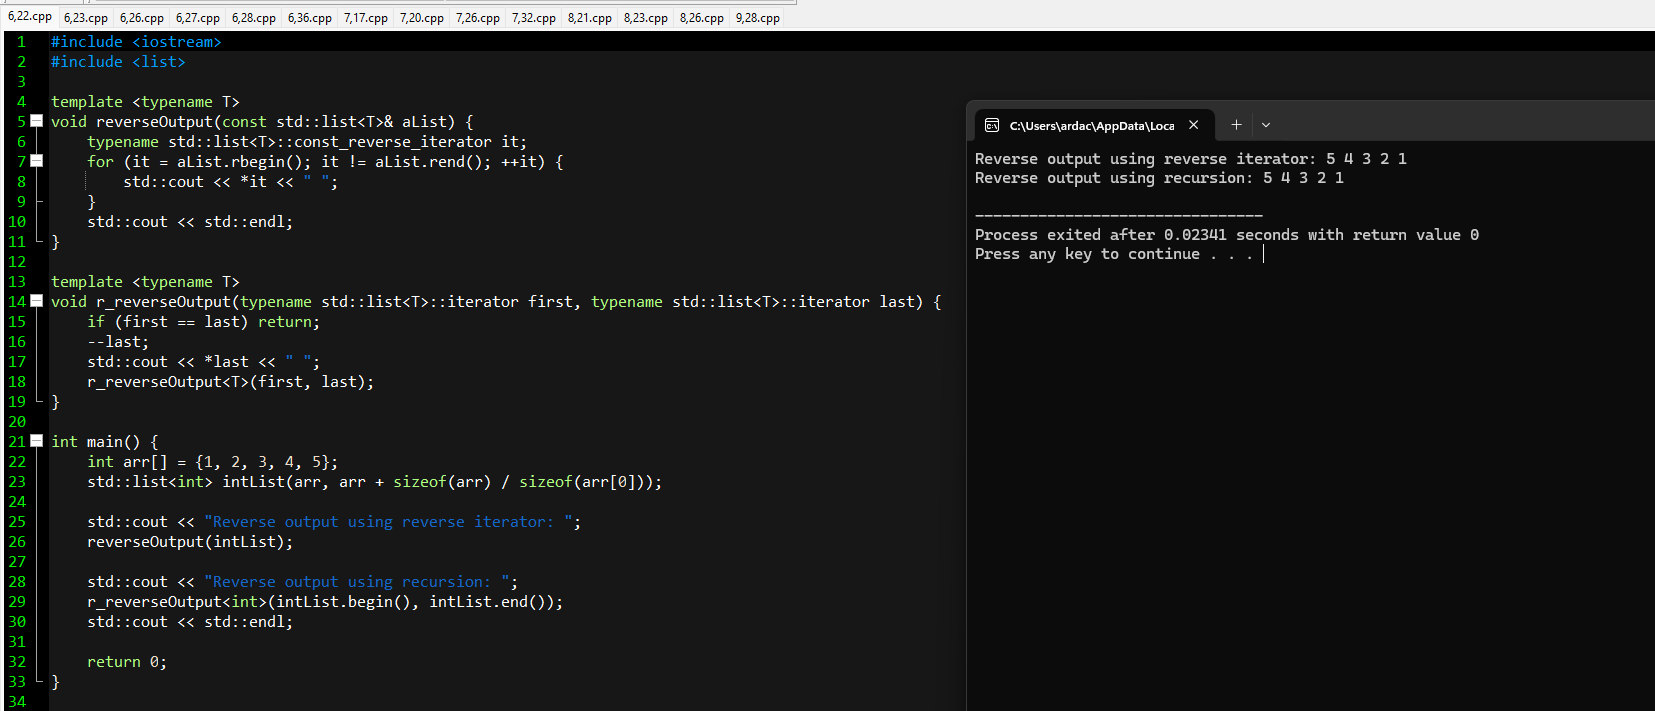 6,22.cpp 6,23.cpp 6,26.cpp 6,27.cpp 6,28.cpp 6,36.cpp 7,17.cpp 7,20.cpp 7,26.cpp 7,32.cpp 8,21.cpp 8,23.cpp 8,26.cpp 9,28.cpp
1 #include <iostream>
2 #include <list>
3
4 template <typename T>
5 void reverseOutput(const std::list<T>& aList) {
6     typename std::list<T>::const_reverse_iterator it;
7     for (it = aList.rbegin(); it != aList.rend(); ++it) {
8         std::cout << *it << " ";
9     }
10     std::cout << std::endl;
11 }
12
13 template <typename T>
14 void r_reverseOutput(typename std::list<T>::iterator first, typename std::list<T>::iterator last) {
15     if (first == last) return;
16     --last;
17     std::cout << *last << " ";
18     r_reverseOutput<T>(first, last);
19 }
20
21 int main() {
22     int arr[] = {1, 2, 3, 4, 5};
23     std::list<int> intList(arr, arr + sizeof(arr) / sizeof(arr[0]));
24
25     std::cout << "Reverse output using reverse iterator: ";
26     reverseOutput(intList);
27
28     std::cout << "Reverse output using recursion: ";
29     r_reverseOutput<int>(intList.begin(), intList.end());
30     std::cout << std::endl;
31
32     return 0;
33 }
34
C:\Users\ardac\AppData\Loca
Reverse output using reverse iterator: 5 4 3 2 1
Reverse output using recursion: 5 4 3 2 1
--------------------------------
Process exited after 0.02341 seconds with return value 0
Press any key to continue . . .